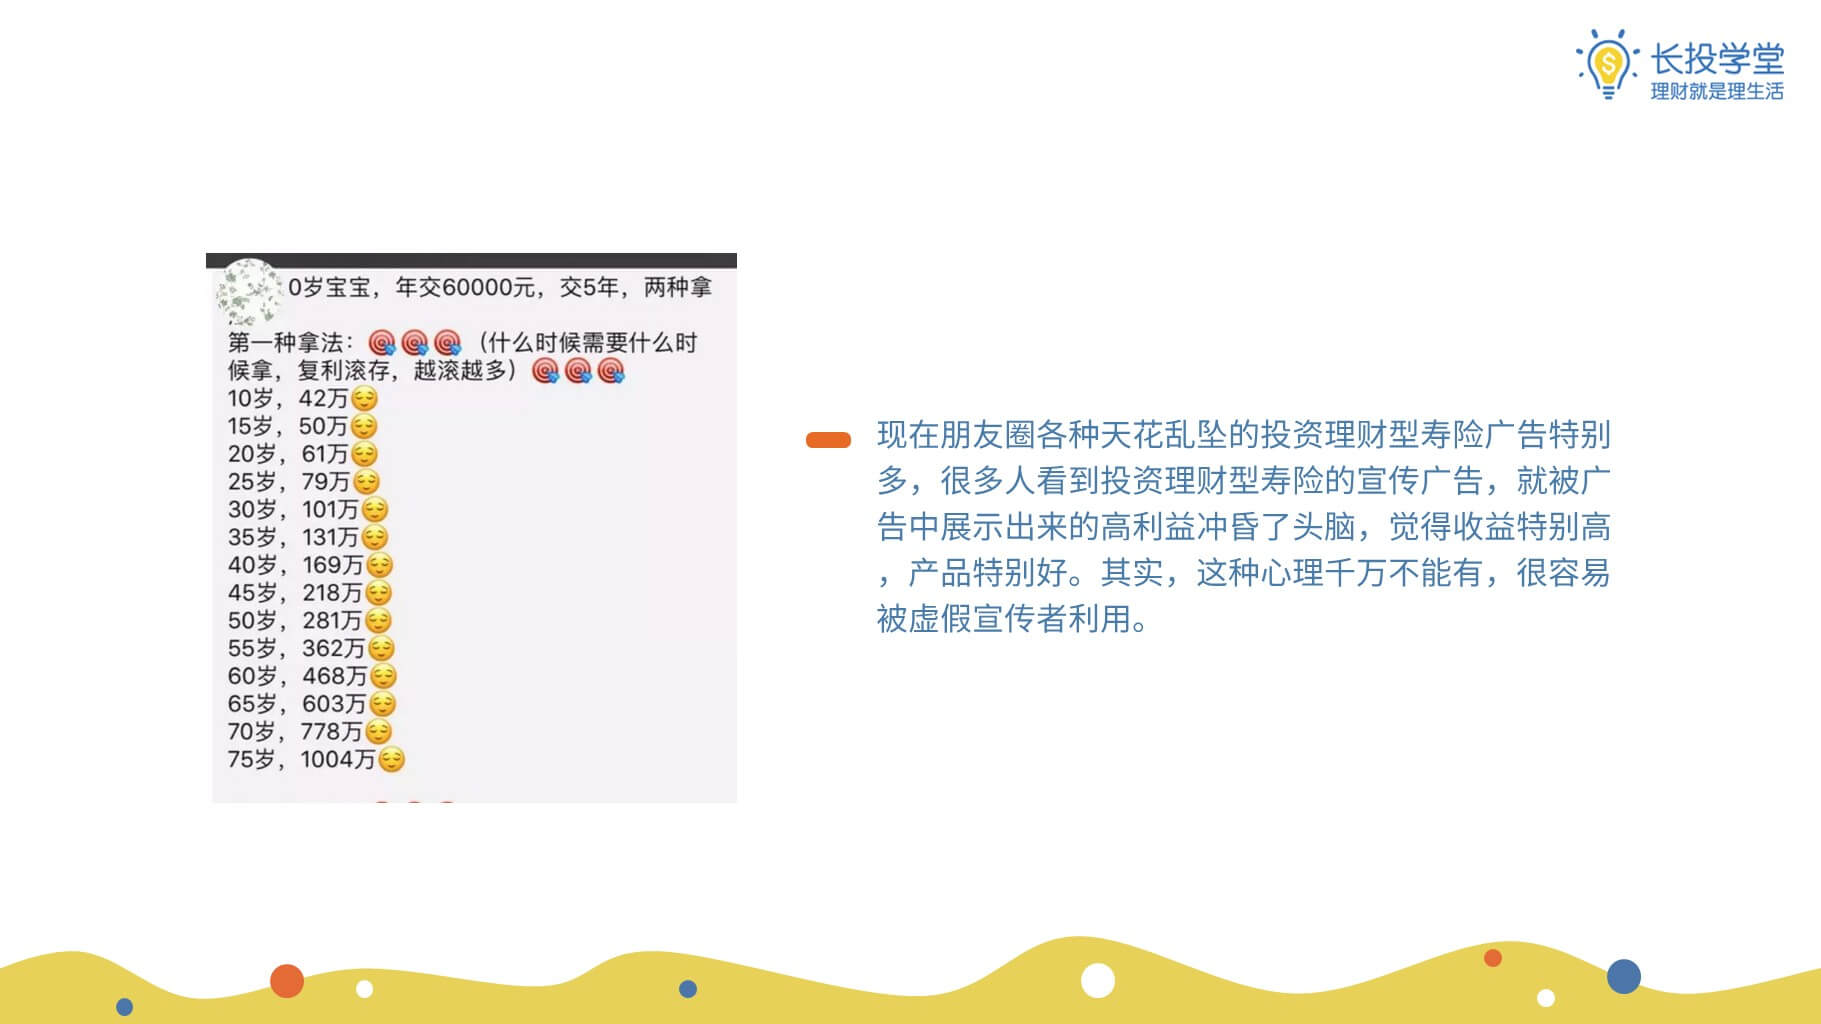 长投学堂
理财就是理生活
0岁宝宝，年交60000元，交5年，两种拿
第一种拿法：🎯🎯🎯（什么时候需要什么时
候拿，复利滚存，越滚越多）🎯🎯🎯
10岁，42万😌
15岁，50万😌
20岁，61万😌
25岁，79万😌
30岁，101万😌
35岁，131万😌
40岁，169万😌
45岁，218万😌
50岁，281万😌
55岁，362万😌
60岁，468万😌
65岁，603万😌
70岁，778万😌
75岁，1004万😌
现在朋友圈各种天花乱坠的投资理财型寿险广告特别
多，很多人看到投资理财型寿险的宣传广告，就被广
告中展示出来的高利益冲昏了头脑，觉得收益特别高
，产品特别好。其实，这种心理千万不能有，很容易
被虚假宣传者利用。